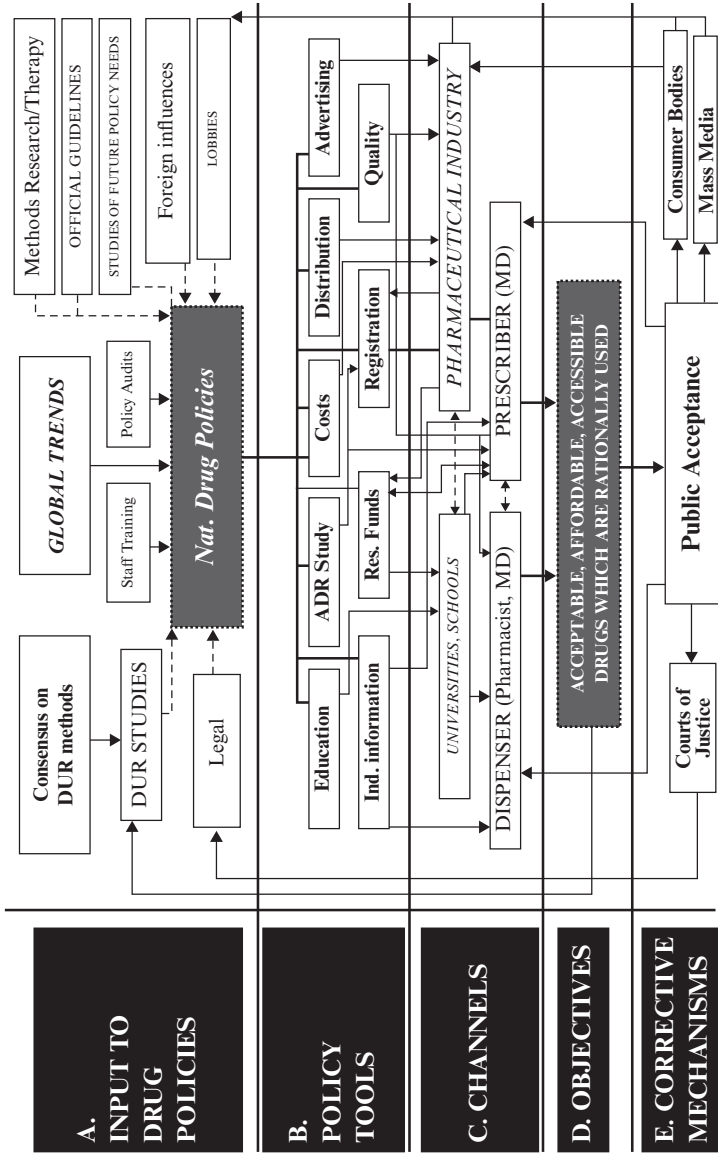 A.
INPUT TO
DRUG
POLICIES
Consensus on
DUR methods
GLOBAL TRENDS
Methods Research/Therapy
OFFICIAL GUIDELINES
STUDIES OF FUTURE POLICY NEEDS
DUR STUDIES
Staff Training
Policy Audits
Foreign influences
LOBBIES
Legal
Nat. Drug Policies
B.
POLICY
TOOLS
Education
ADR Study
Costs
Distribution
Advertising
Ind. information
Res. Funds
Registration
Quality
C. CHANNELS
UNIVERSITIES, SCHOOLS
PHARMACEUTICAL INDUSTRY
DISPENSER (Pharmacist, MD)
PRESCRIBER (MD)
D. OBJECTIVES
ACCEPTABLE, AFFORDABLE, ACCESSIBLE
DRUGS WHICH ARE RATIONALLY USED
E. CORRECTIVE
MECHANISMS
Courts of
Justice
Public Acceptance
Consumer Bodies
Mass Media